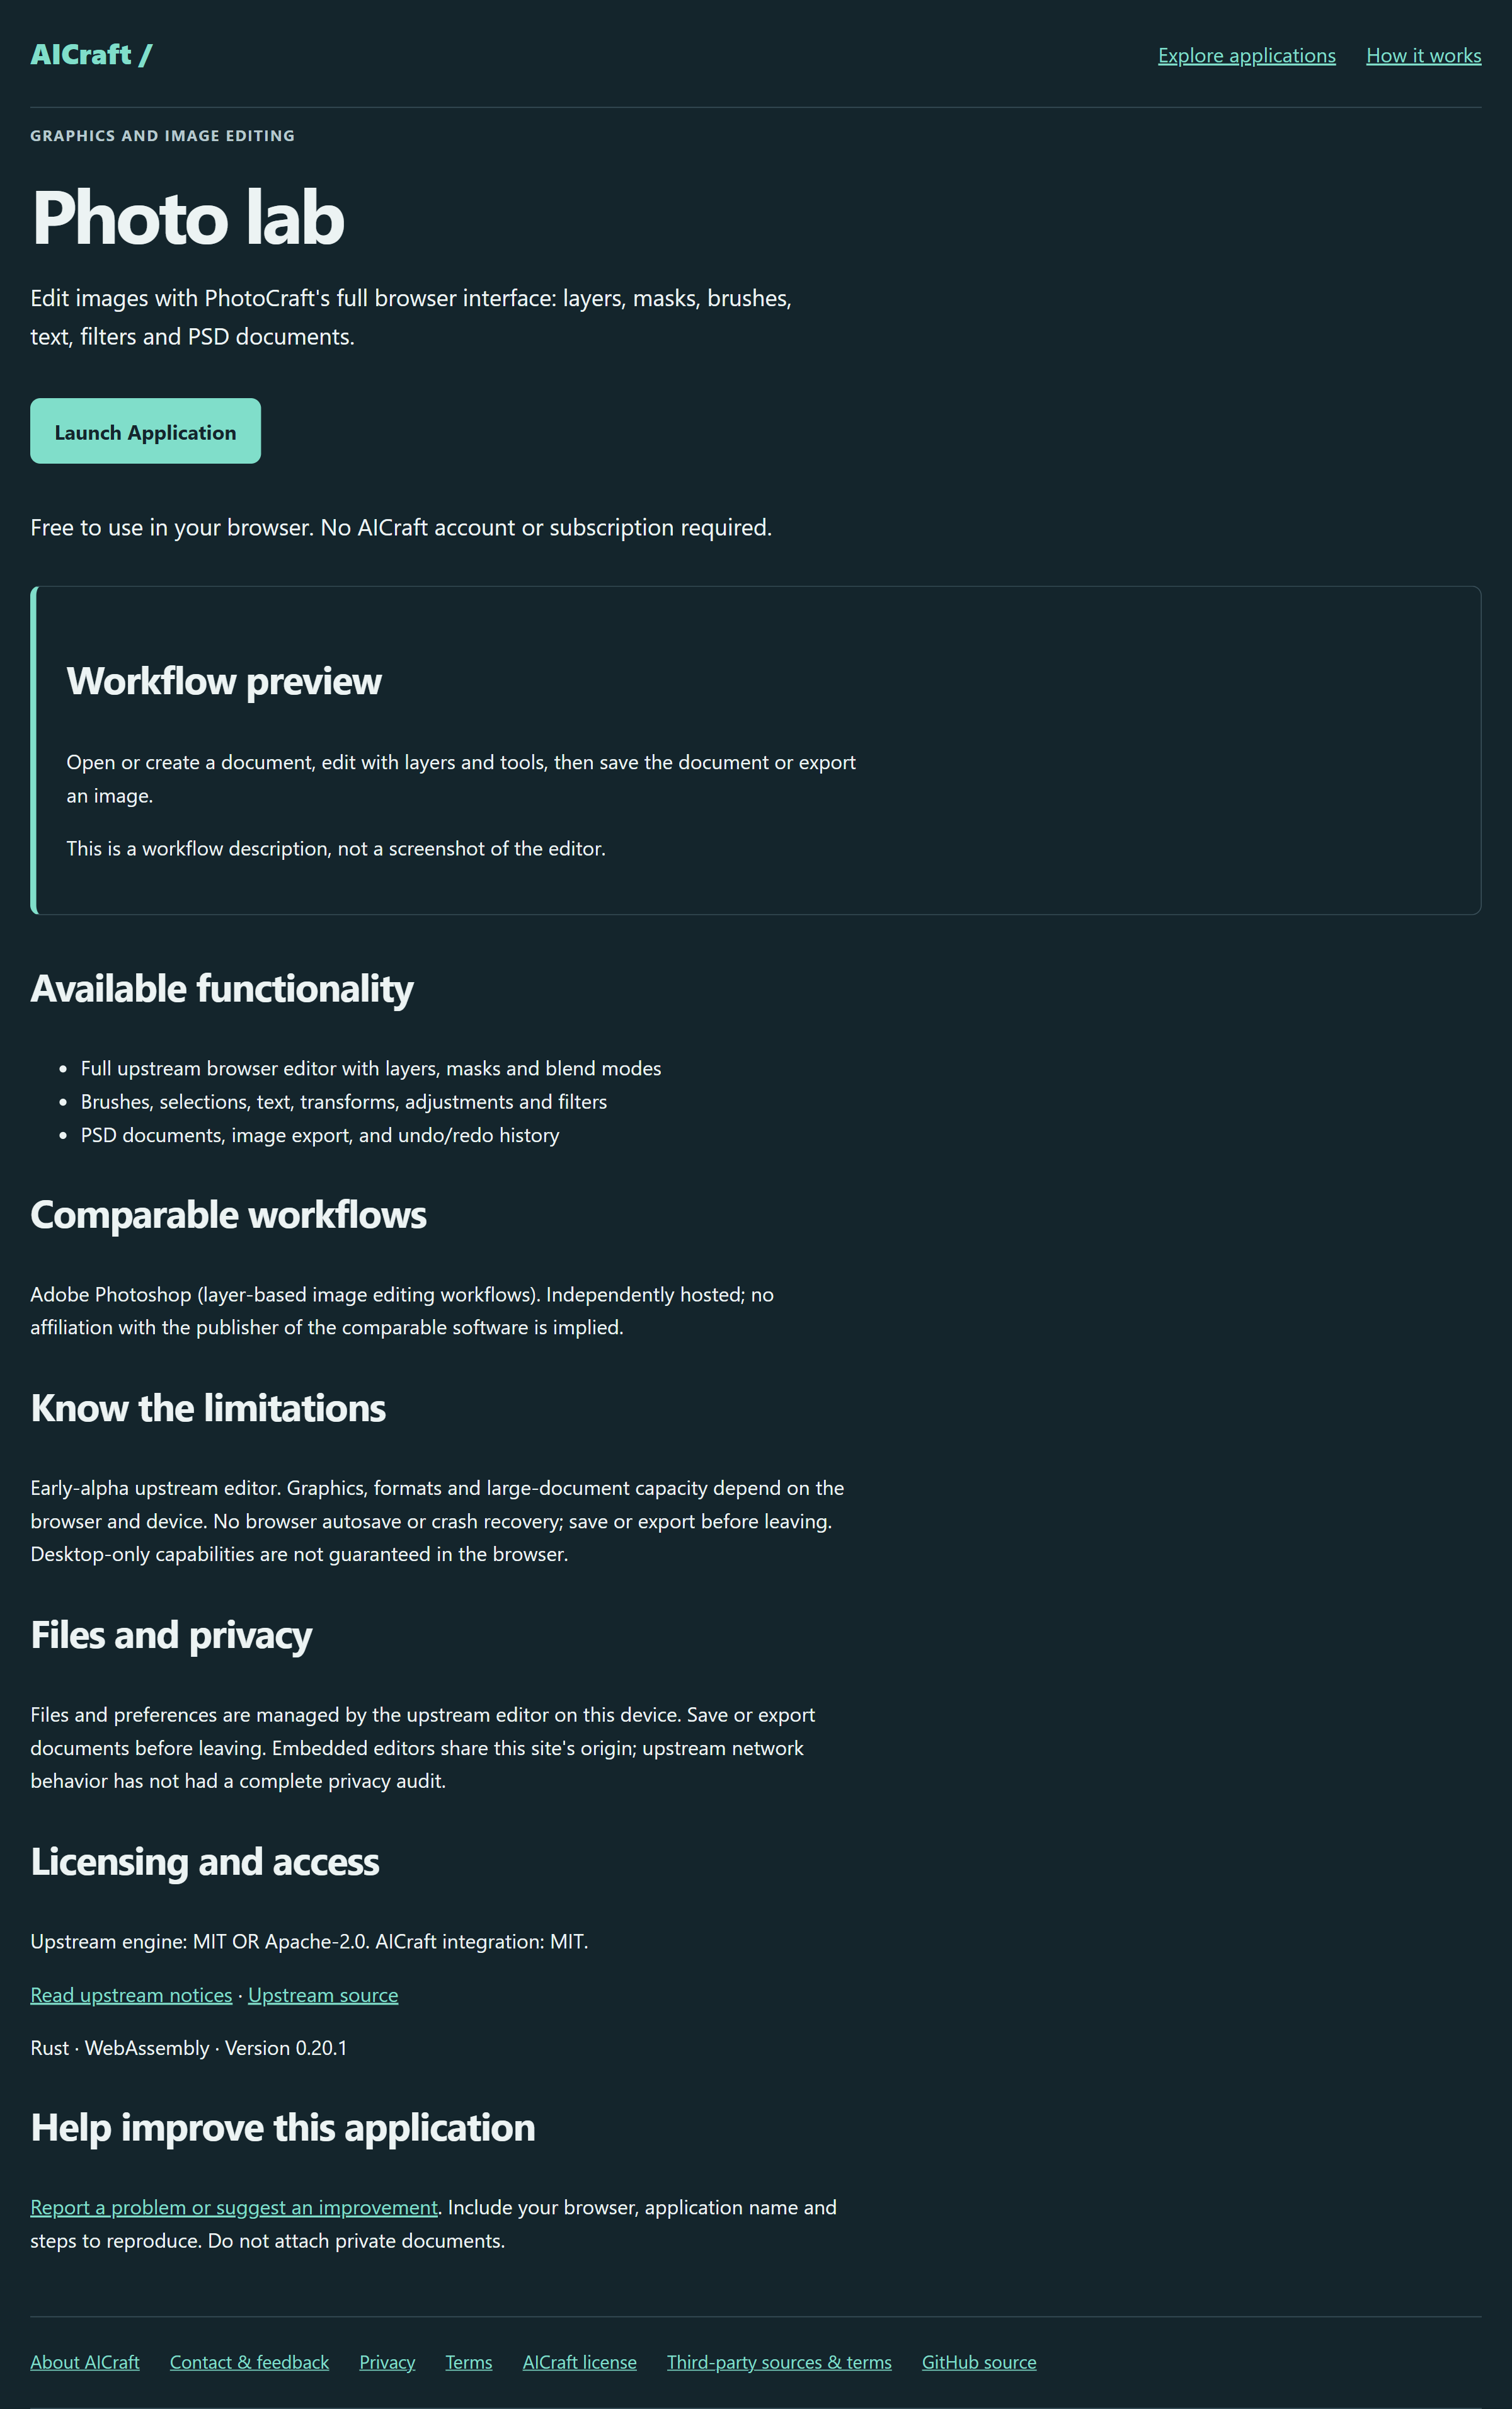 AICraft /
Explore applications
How it works
GRAPHICS AND IMAGE EDITING
Photo lab
Edit images with PhotoCraft's full browser interface: layers, masks, brushes,
text, filters and PSD documents.
Launch Application
Free to use in your browser. No AICraft account or subscription required.
Workflow preview
Open or create a document, edit with layers and tools, then save the document or export
an image.
This is a workflow description, not a screenshot of the editor.
Available functionality
• Full upstream browser editor with layers, masks and blend modes
• Brushes, selections, text, transforms, adjustments and filters
• PSD documents, image export, and undo/redo history
Comparable workflows
Adobe Photoshop (layer-based image editing workflows). Independently hosted; no
affiliation with the publisher of the comparable software is implied.
Know the limitations
Early-alpha upstream editor. Graphics, formats and large-document capacity depend on the
browser and device. No browser autosave or crash recovery; save or export before leaving.
Desktop-only capabilities are not guaranteed in the browser.
Files and privacy
Files and preferences are managed by the upstream editor on this device. Save or export
documents before leaving. Embedded editors share this site's origin; upstream network
behavior has not had a complete privacy audit.
Licensing and access
Upstream engine: MIT OR Apache-2.0. AICraft integration: MIT.
Read upstream notices · Upstream source
Rust · WebAssembly · Version 0.20.1
Help improve this application
Report a problem or suggest an improvement. Include your browser, application name and
steps to reproduce. Do not attach private documents.
About AICraft
Contact & feedback
Privacy
Terms
AICraft license
Third-party sources & terms
GitHub source